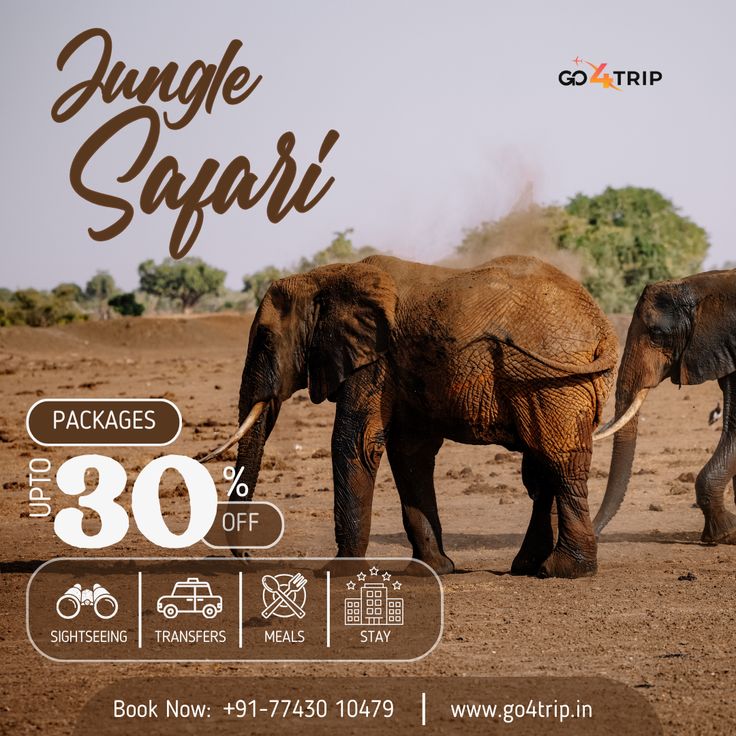 Jungle
Safari
GO4TRIP
PACKAGES
UPTO
30%
OFF
SIGHTSEEING
TRANSFERS
MEALS
STAY
Book Now: +91-77430 10479
www.go4trip.in